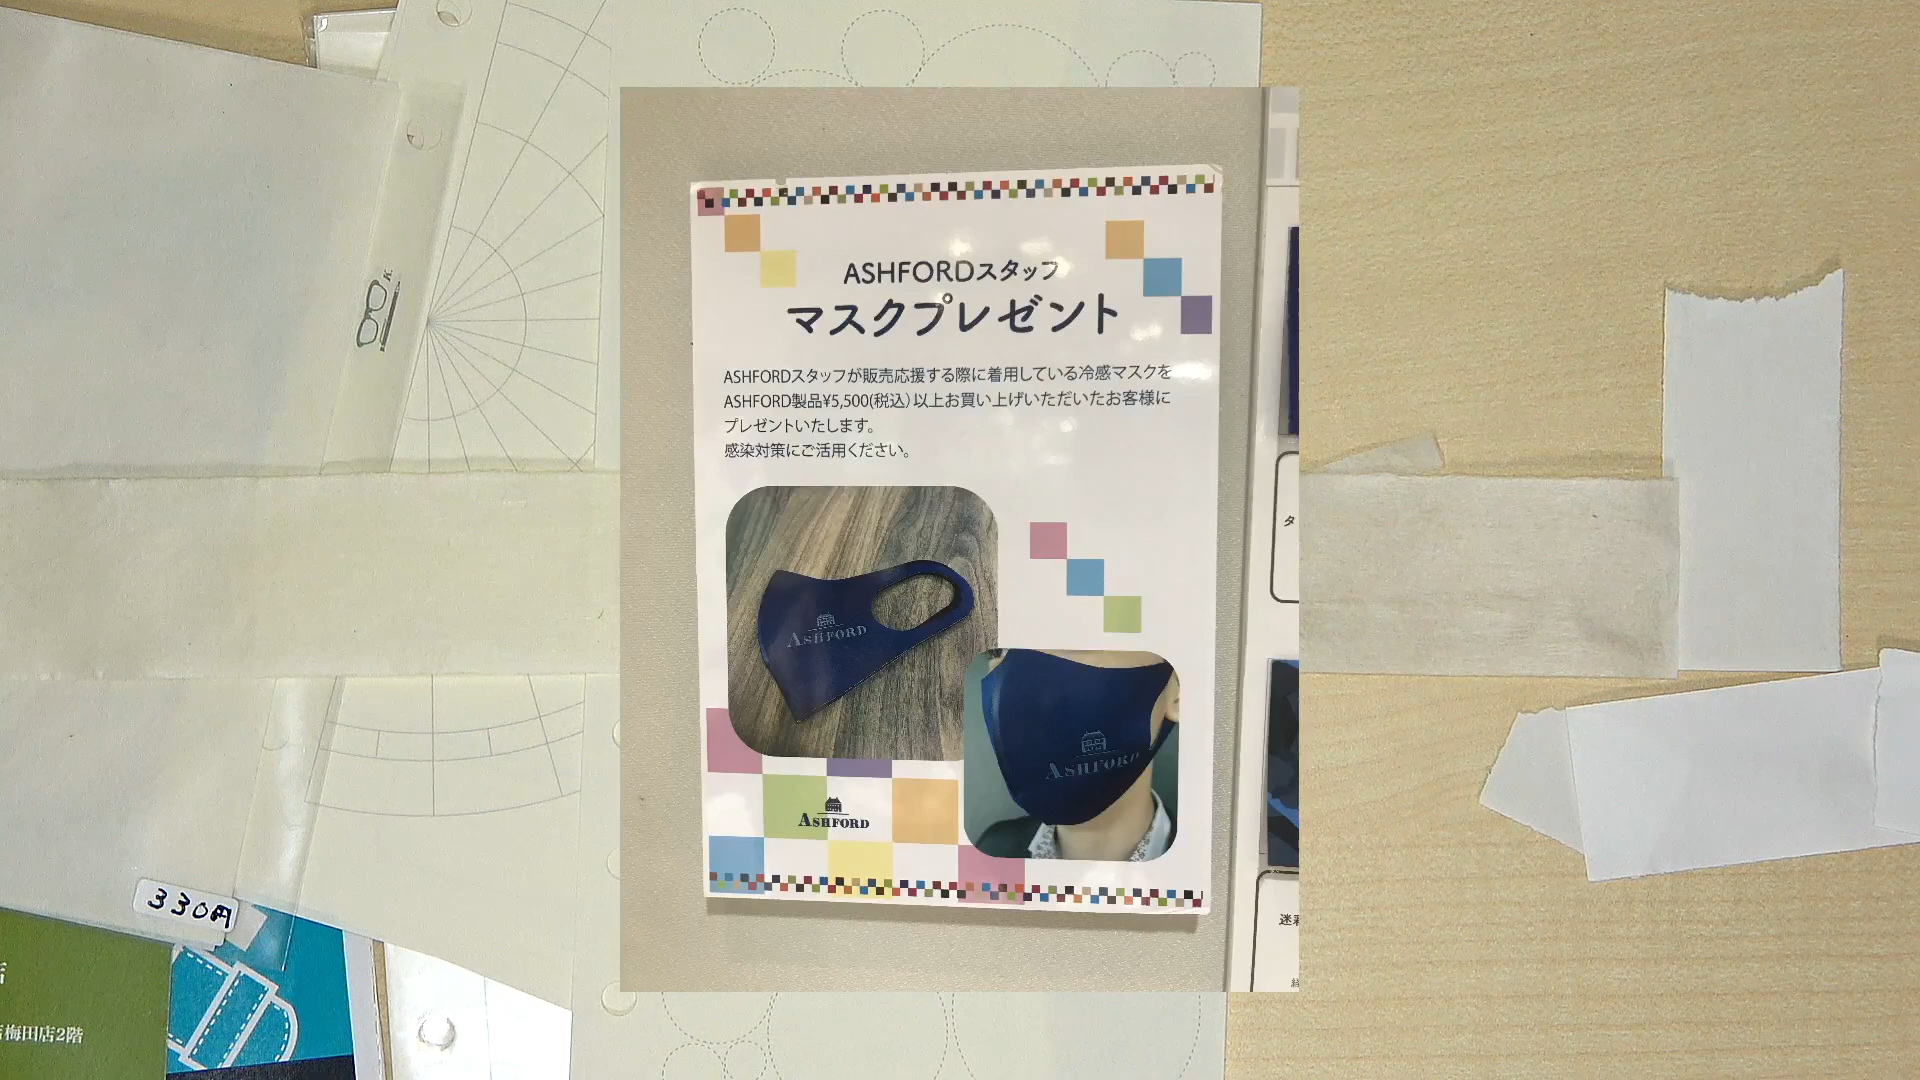 ASHFORDスタッフ
マスクプレゼント
ASHFORDスタッフが販売応援する際に着用している冷感マスクを
ASHFORD製品¥5,500(税込)以上お買い上げいただいたお客様に
プレゼントいたします。
感染対策にご活用ください。
ASHFORD
ASHFORD
ASHFORD
タ
迷彩
K.
330円
梅田店2階